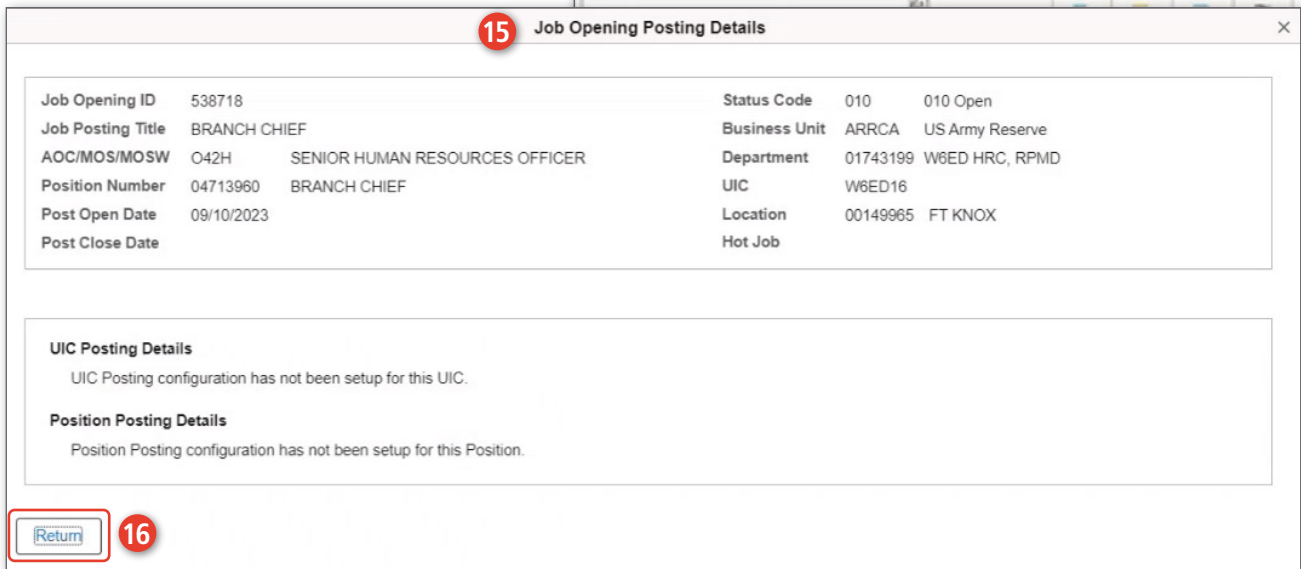 15 Job Opening Posting Details ×
Job Opening ID 538718 Status Code 010 010 Open
Job Posting Title BRANCH CHIEF Business Unit ARRCA US Army Reserve
AOC/MOS/MOSW O42H SENIOR HUMAN RESOURCES OFFICER Department 01743199 W6ED HRC, RPMD
Position Number 04713960 BRANCH CHIEF UIC W6ED16
Post Open Date 09/10/2023 Location 00149965 FT KNOX
Post Close Date Hot Job
UIC Posting Details
UIC Posting configuration has not been setup for this UIC.
Position Posting Details
Position Posting configuration has not been setup for this Position.
Return 16